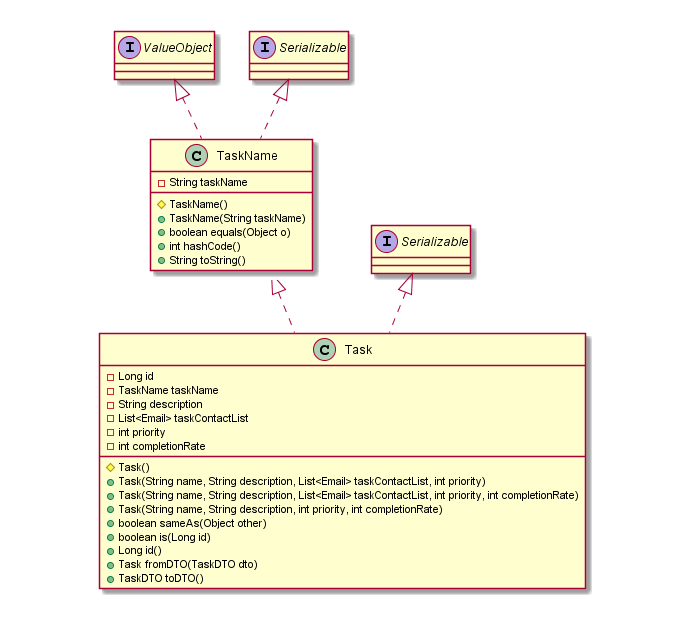 I ValueObject
I Serializable
C TaskName
String taskName
TaskName()
TaskName(String taskName)
boolean equals(Object o)
int hashCode()
String toString()
I Serializable
C Task
Long id
TaskName taskName
String description
List<Email> taskContactList
int priority
int completionRate
Task()
Task(String name, String description, List<Email> taskContactList, int priority)
Task(String name, String description, List<Email> taskContactList, int priority, int completionRate)
Task(String name, String description, int priority, int completionRate)
boolean sameAs(Object other)
boolean is(Long id)
Long id()
Task fromDTO(TaskDTO dto)
TaskDTO toDTO()